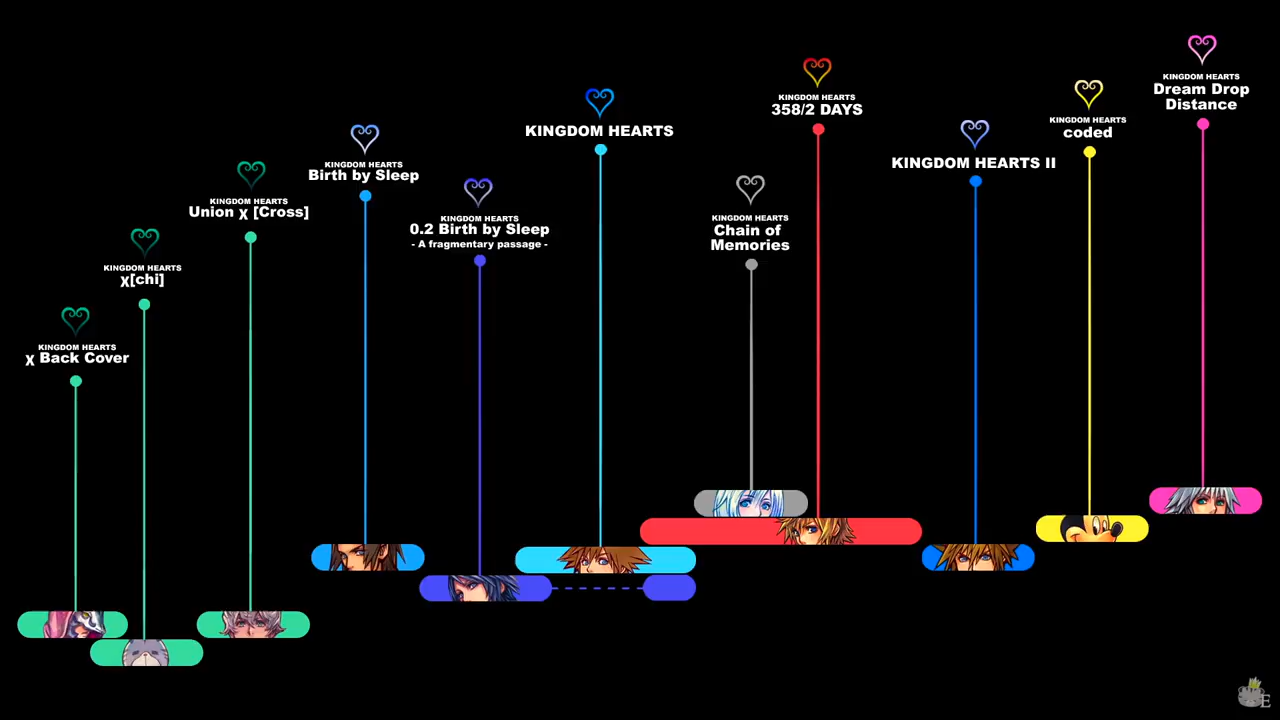 KINGDOM HEARTS
χ Back Cover
KINGDOM HEARTS
χ[chi]
KINGDOM HEARTS
Union χ [Cross]
KINGDOM HEARTS
Birth by Sleep
KINGDOM HEARTS
0.2 Birth by Sleep
- A fragmentary passage -
KINGDOM HEARTS
KINGDOM HEARTS
Chain of
Memories
KINGDOM HEARTS
358/2 DAYS
KINGDOM HEARTS II
KINGDOM HEARTS
coded
KINGDOM HEARTS
Dream Drop
Distance
E